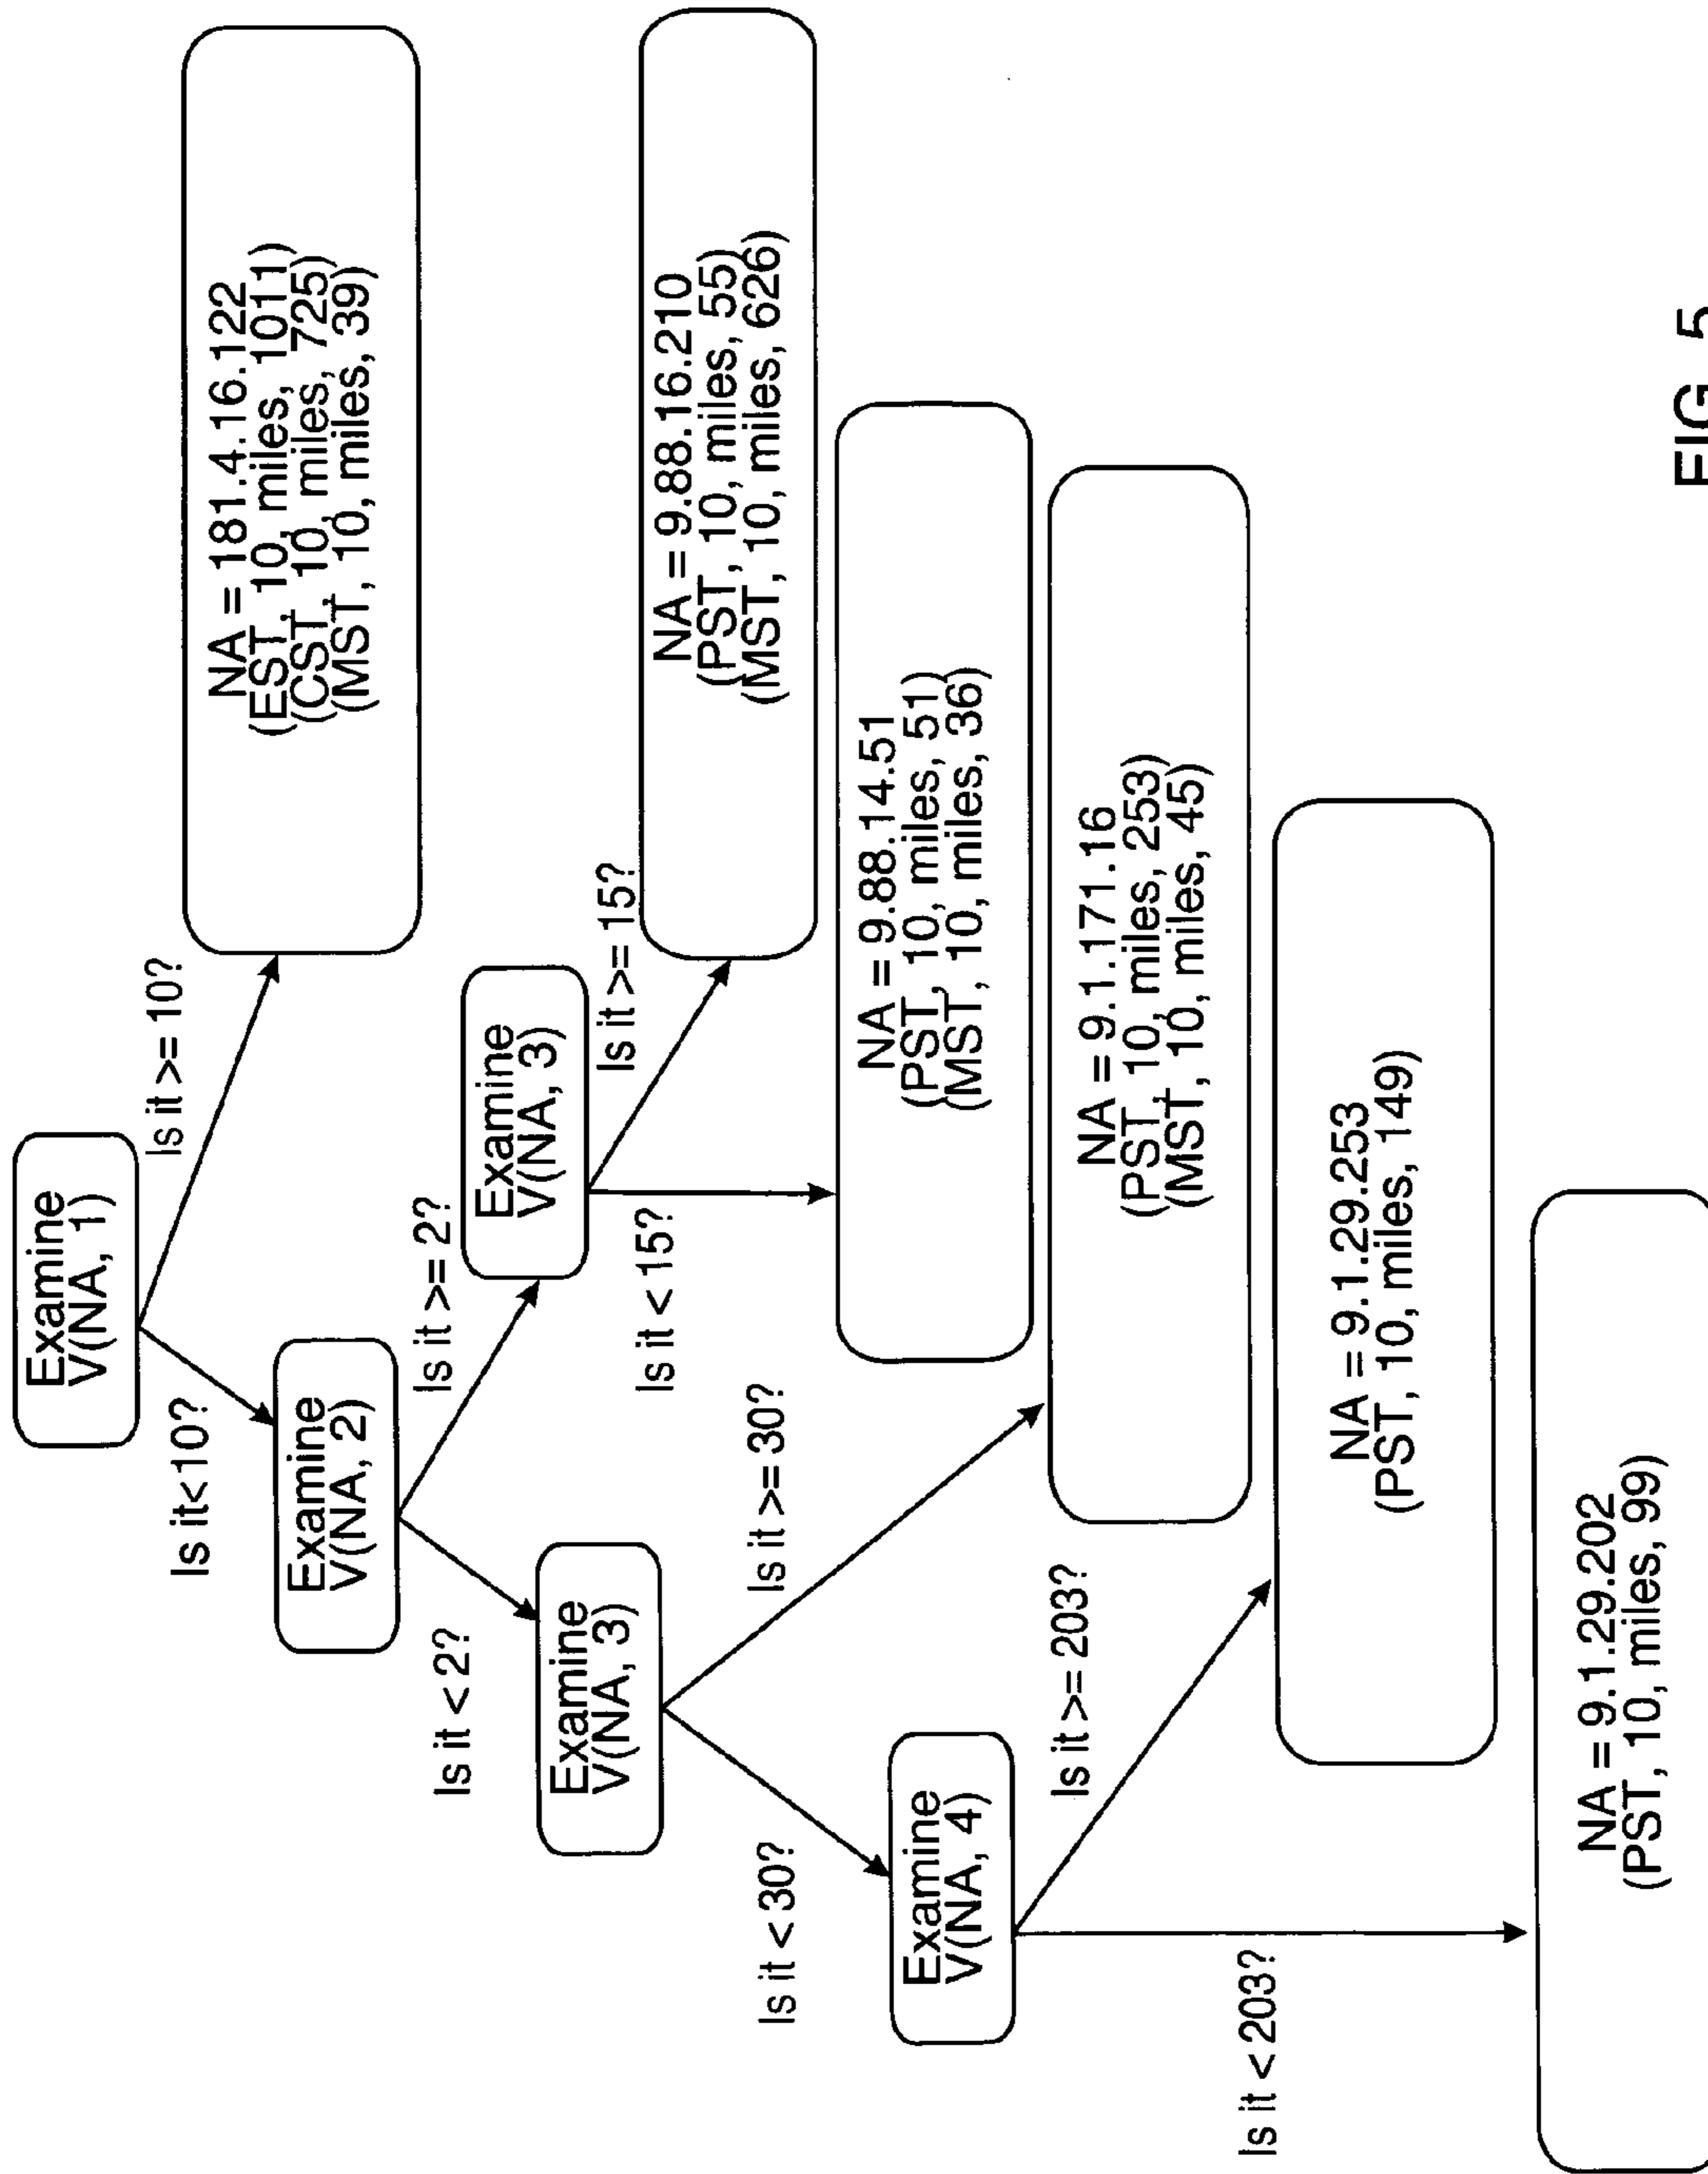 Examine
V(NA, 1)
Is it<10?
Is it >= 10?
Examine
V(NA, 2)
NA = 181.4.16.122
(EST, 10, miles, 1011)
(CST, 10, miles, 725)
(MST, 10, miles, 39)
Is it < 2?
Is it >= 2?
Examine
V(NA, 3)
Examine
V(NA, 3)
Is it < 15?
Is it >= 15?
NA = 9.88.16.210
(PST, 10, miles, 55)
(MST, 10, miles, 626)
Is it < 30?
Is it >= 30?
NA = 9.88.14.51
(PST, 10, miles, 51)
(MST, 10, miles, 36)
Examine
V(NA, 4)
NA = 9.1.171.16
(PST, 10, miles, 253)
(MST, 10, miles, 45)
Is it < 203?
Is it >= 203?
NA = 9.1.29.253
(PST, 10, miles, 149)
NA = 9.1.29.202
(PST, 10, miles, 99)
FIG 5